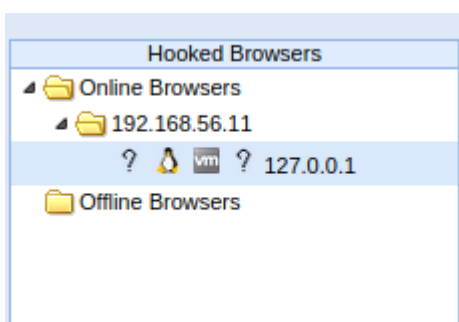 Hooked Browsers
Online Browsers
192.168.56.11
? vm ? 127.0.0.1
Offline Browsers